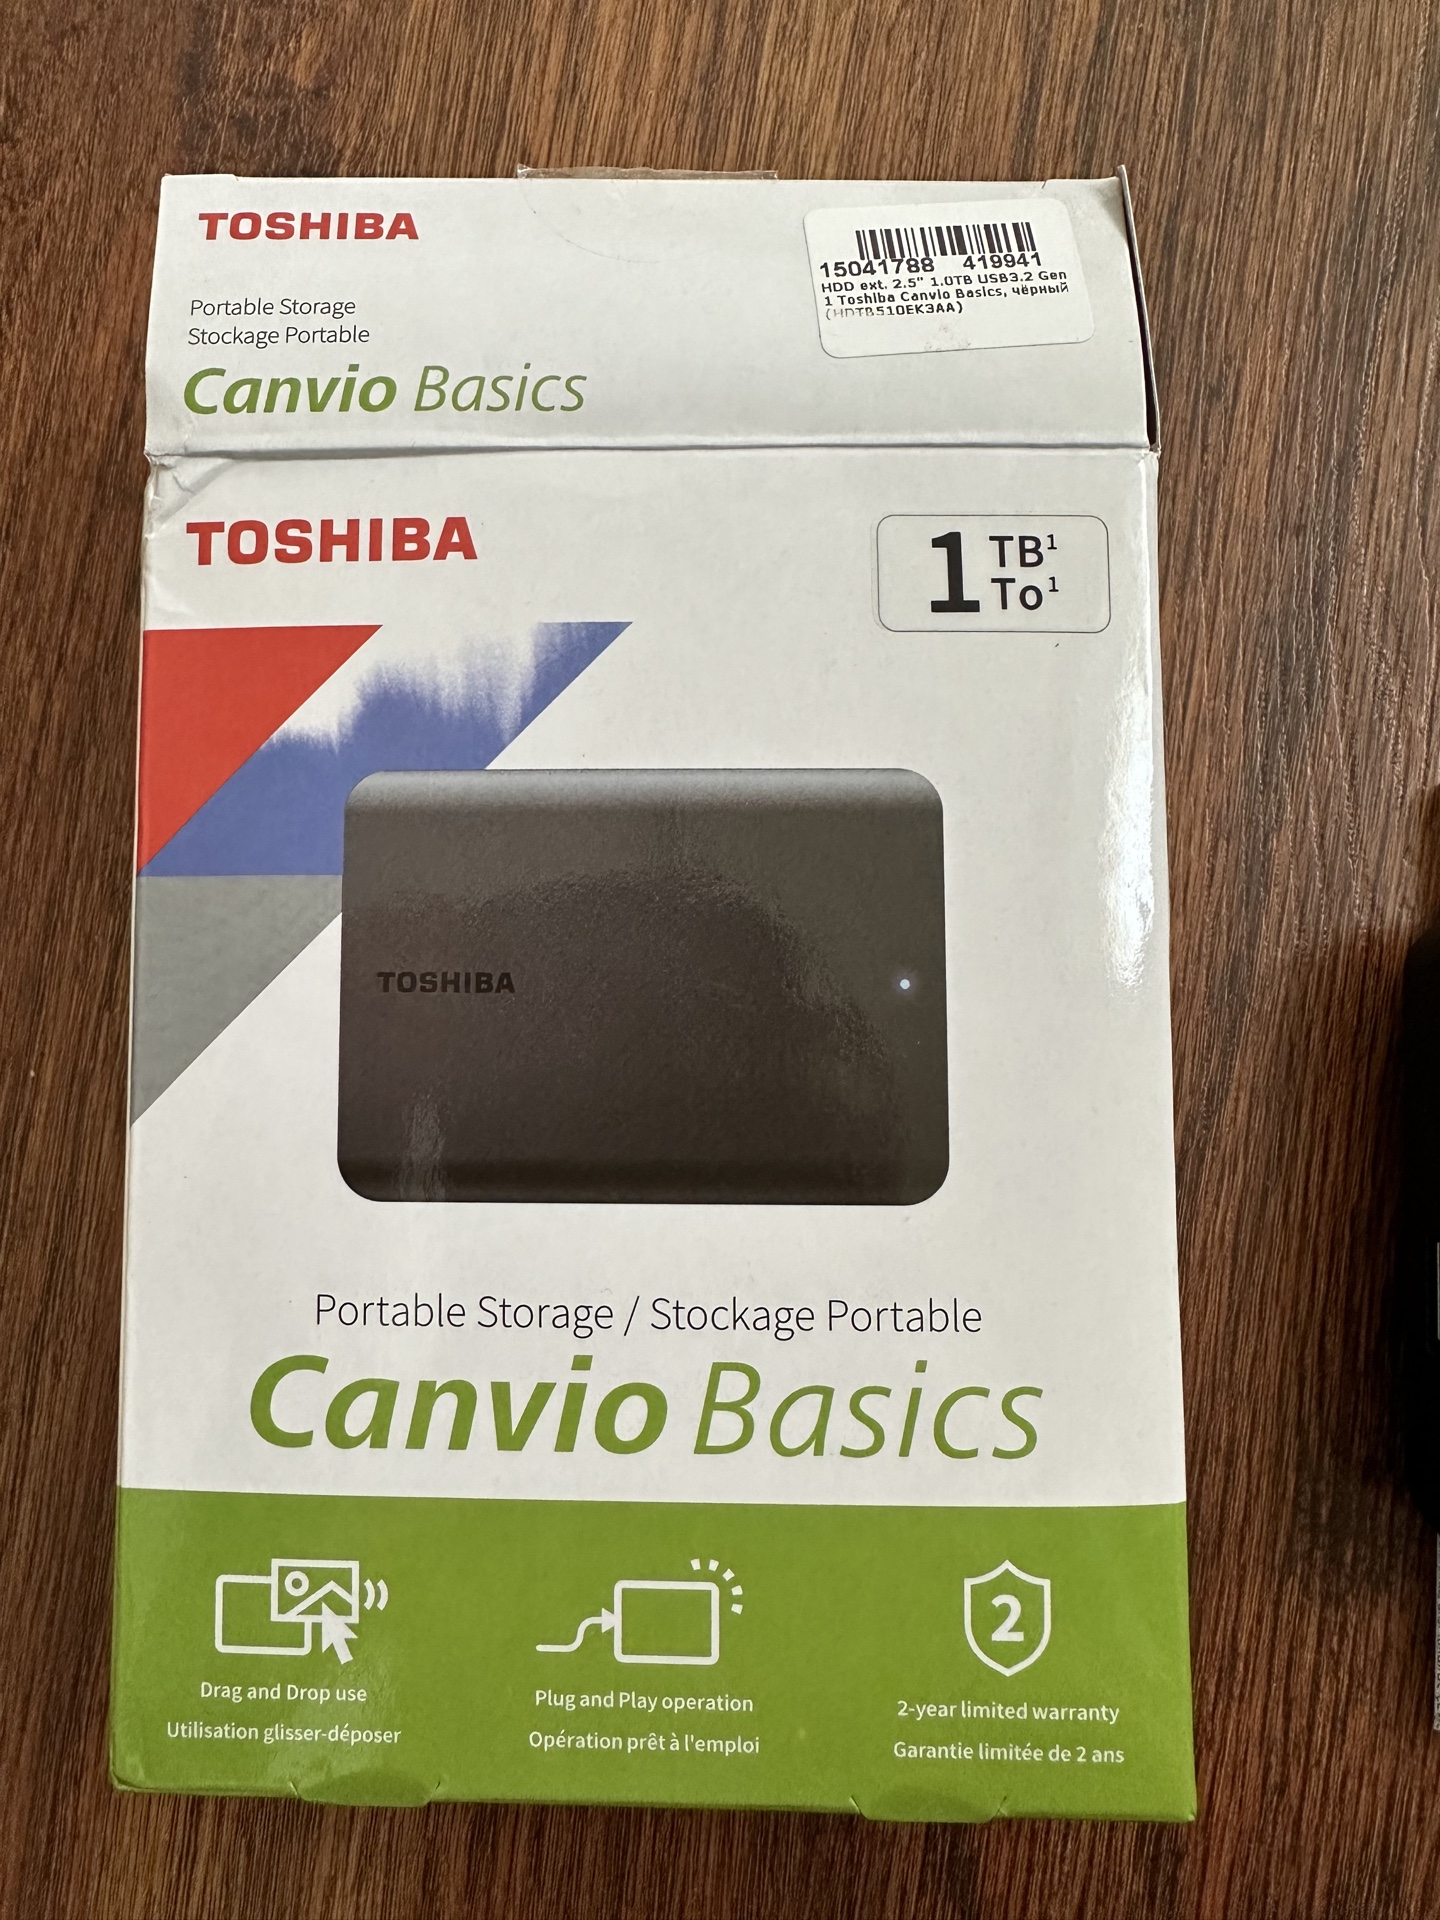 TOSHIBA
15041788 419941
HDD ext. 2.5" 1.0TB USB3.2 Gen
1 Toshiba Canvio Basics, чёрный
(HDTB510EK3AA)
Portable Storage
Stockage Portable
Canvio Basics
TOSHIBA
1 TB¹
To¹
TOSHIBA
Portable Storage / Stockage Portable
Canvio Basics
2
Drag and Drop use
Utilisation glisser-déposer
Plug and Play operation
Opération prêt à l'emploi
2-year limited warranty
Garantie limitée de 2 ans